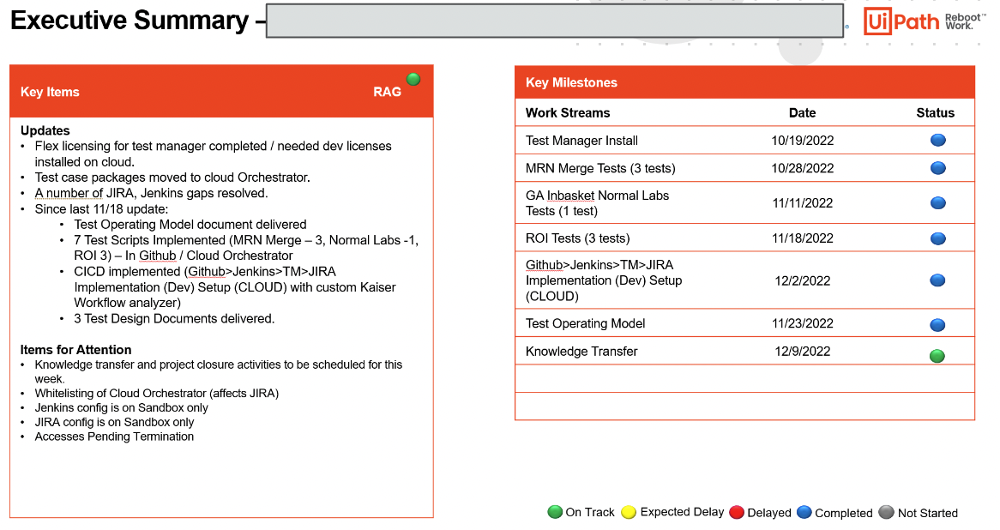 Executive Summary –
UiPath Reboot Work.™
Key Items RAG
Updates
• Flex licensing for test manager completed / needed dev licenses
installed on cloud.
• Test case packages moved to cloud Orchestrator.
• A number of JIRA, Jenkins gaps resolved.
• Since last 11/18 update:
• Test Operating Model document delivered
• 7 Test Scripts Implemented (MRN Merge – 3, Normal Labs -1,
ROI 3) – In Github / Cloud Orchestrator
• CICD implemented (Github>Jenkins>TM>JIRA
Implementation (Dev) Setup (CLOUD) with custom Kaiser
Workflow analyzer)
• 3 Test Design Documents delivered.
Items for Attention
• Knowledge transfer and project closure activities to be scheduled for this
week.
• Whitelisting of Cloud Orchestrator (affects JIRA)
• Jenkins config is on Sandbox only
• JIRA config is on Sandbox only
• Accesses Pending Termination
Key Milestones
Work Streams Date Status
Test Manager Install 10/19/2022
MRN Merge Tests (3 tests) 10/28/2022
GA Inbasket Normal Labs
Tests (1 test) 11/11/2022
ROI Tests (3 tests) 11/18/2022
Github>Jenkins>TM>JIRA
Implementation (Dev) Setup 12/2/2022
(CLOUD)
Test Operating Model 11/23/2022
Knowledge Transfer 12/9/2022
On Track Expected Delay Delayed Completed Not Started